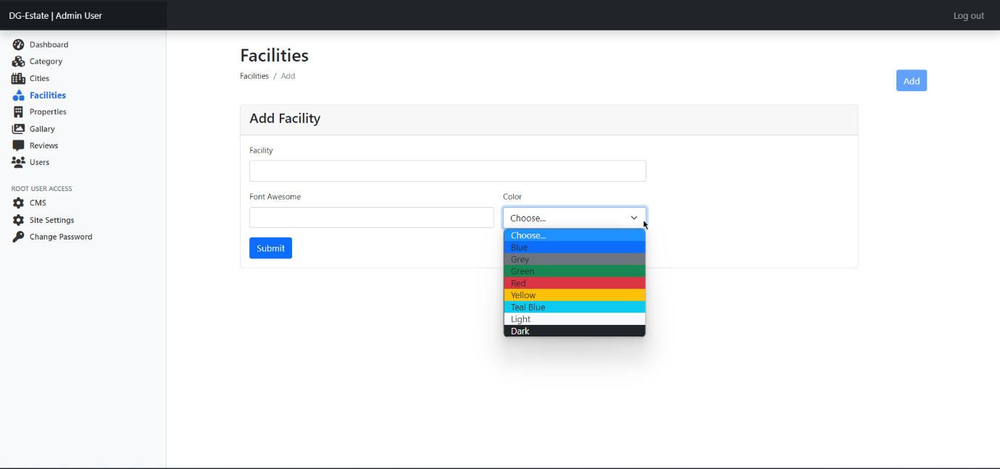 DG-Estate | Admin User
Log out
Dashboard
Category
Cities
Facilities
Properties
Gallary
Reviews
Users
ROOT USER ACCESS
CMS
Site Settings
Change Password
Facilities
Facilities / Add
Add
Add Facility
Facility
Font Awesome
Color
Choose...
Submit
Choose...
Blue
Grey
Green
Red
Yellow
Teal Blue
Light
Dark